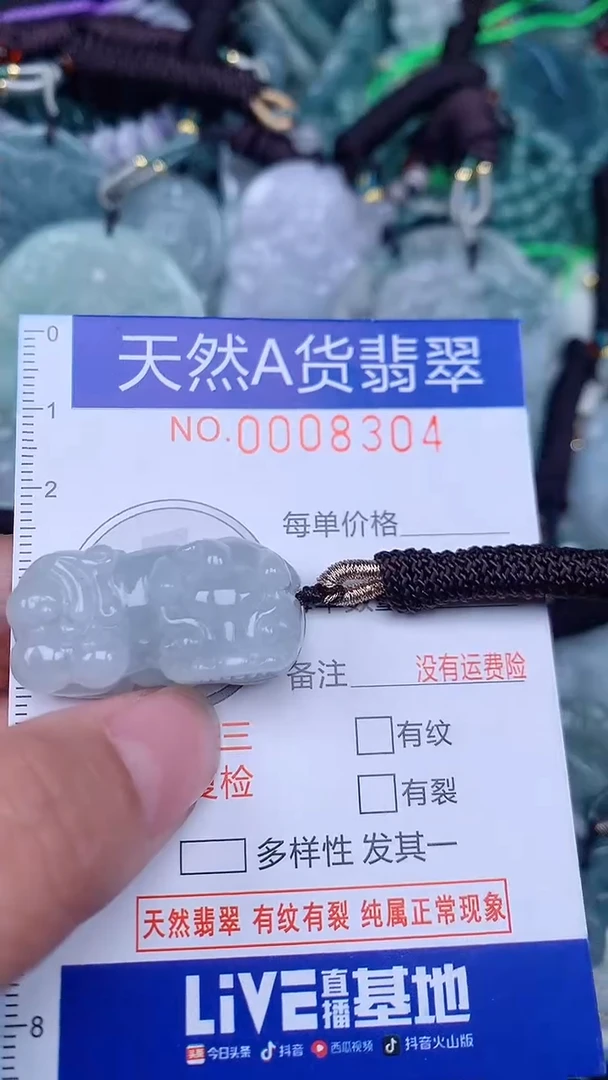 0
天然A货翡翠
1
NO.0008304
2
每单价格
备注 没有运费险
三
复检
有纹
有裂
多样性 发其一
天然翡翠 有纹有裂 纯属正常现象
LIVE直播基地
8
头条 今日头条 抖音 西瓜视频 抖音火山版